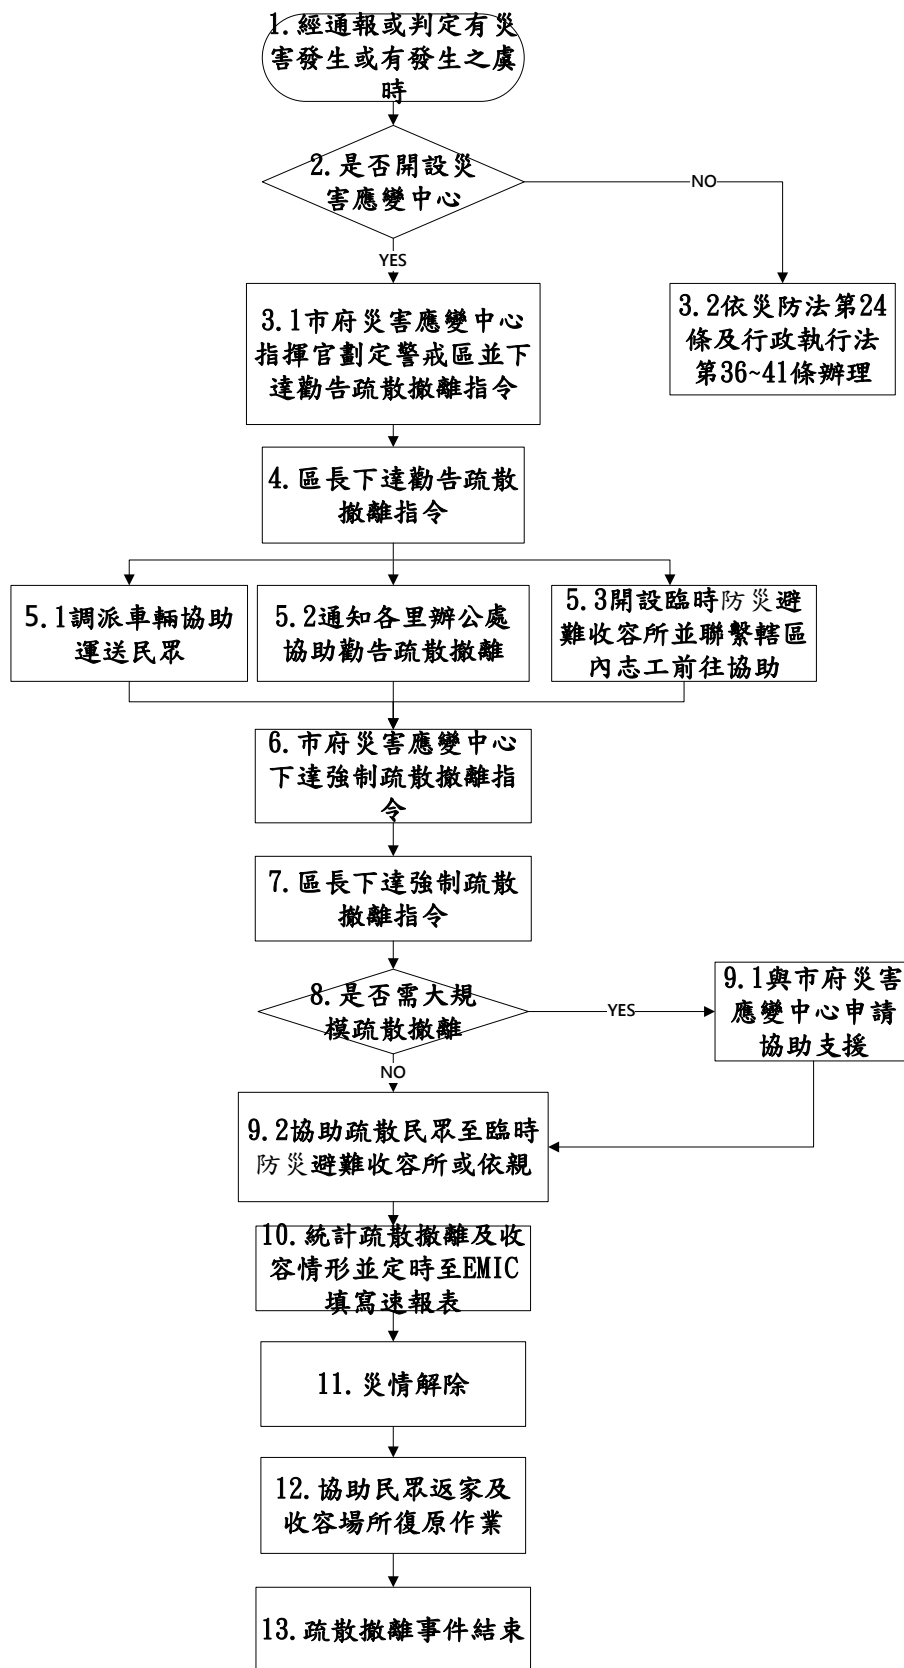 1.經通報或判定有災
害發生或有發生之虞
時
2.是否開設災
害應變中心
NO
YES
3.1市府災害應變中心
指揮官劃定警戒區並下
達勸告疏散撤離指令
3.2依災防法第24
條及行政執行法
第36~41條辦理
4.區長下達勸告疏散
撤離指令
5.1調派車輛協助
運送民眾
5.2通知各里辦公處
協助勸告疏散撤離
5.3開設臨時防災避
難收容所並聯繫轄區
內志工前往協助
6.市府災害應變中心
下達強制疏散撤離指
令
7.區長下達強制疏散
撤離指令
8.是否需大規
模疏散撤離
YES
9.1與市府災害
應變中心申請
協助支援
NO
9.2協助疏散民眾至臨時
防災避難收容所或依親
10.統計疏散撤離及收
容情形並定時至EMIC
填寫速報表
11.災情解除
12.協助民眾返家及
收容場所復原作業
13.疏散撤離事件結束